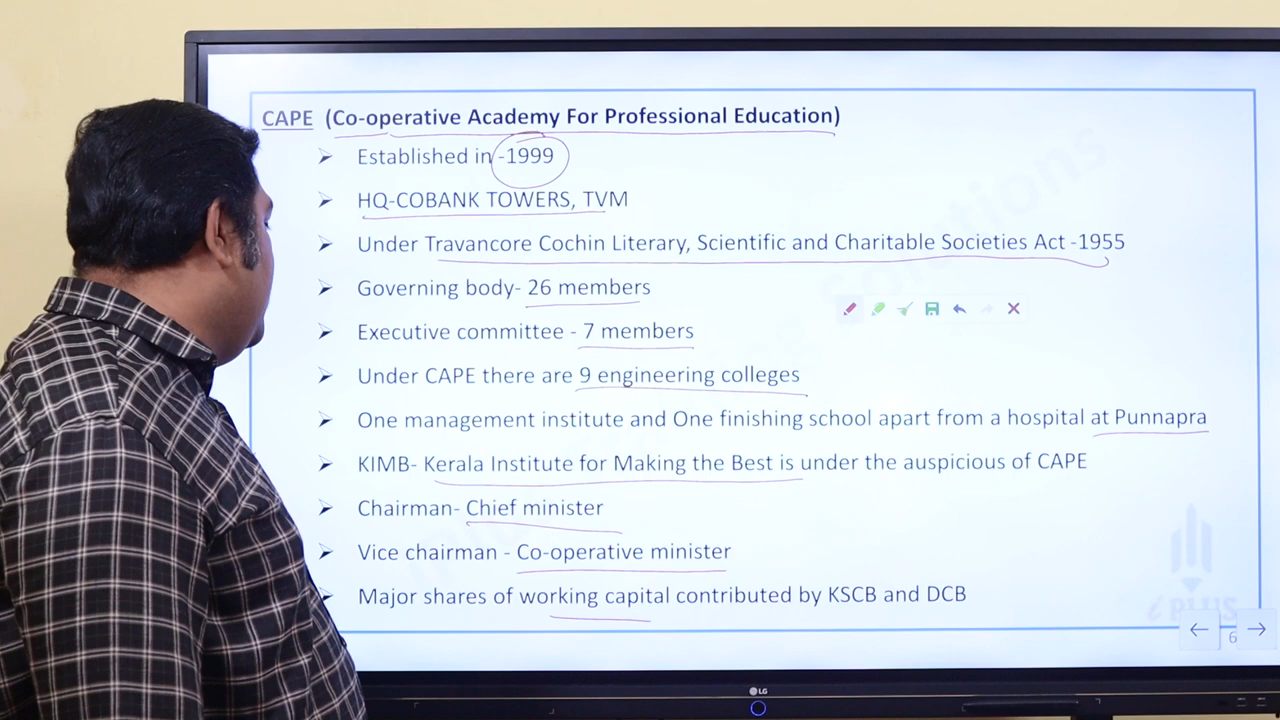 CAPE (Co-operative Academy For Professional Education)
Established in -1999
HQ-COBANK TOWERS, TVM
Under Travancore Cochin Literary, Scientific and Charitable Societies Act -1955
Governing body- 26 members
Executive committee - 7 members
Under CAPE there are 9 engineering colleges
One management institute and One finishing school apart from a hospital at Punnapra
KIMB- Kerala Institute for Making the Best is under the auspicious of CAPE
Chairman- Chief minister
Vice chairman - Co-operative minister
Major shares of working capital contributed by KSCB and DCB
i PLUS
6
LG